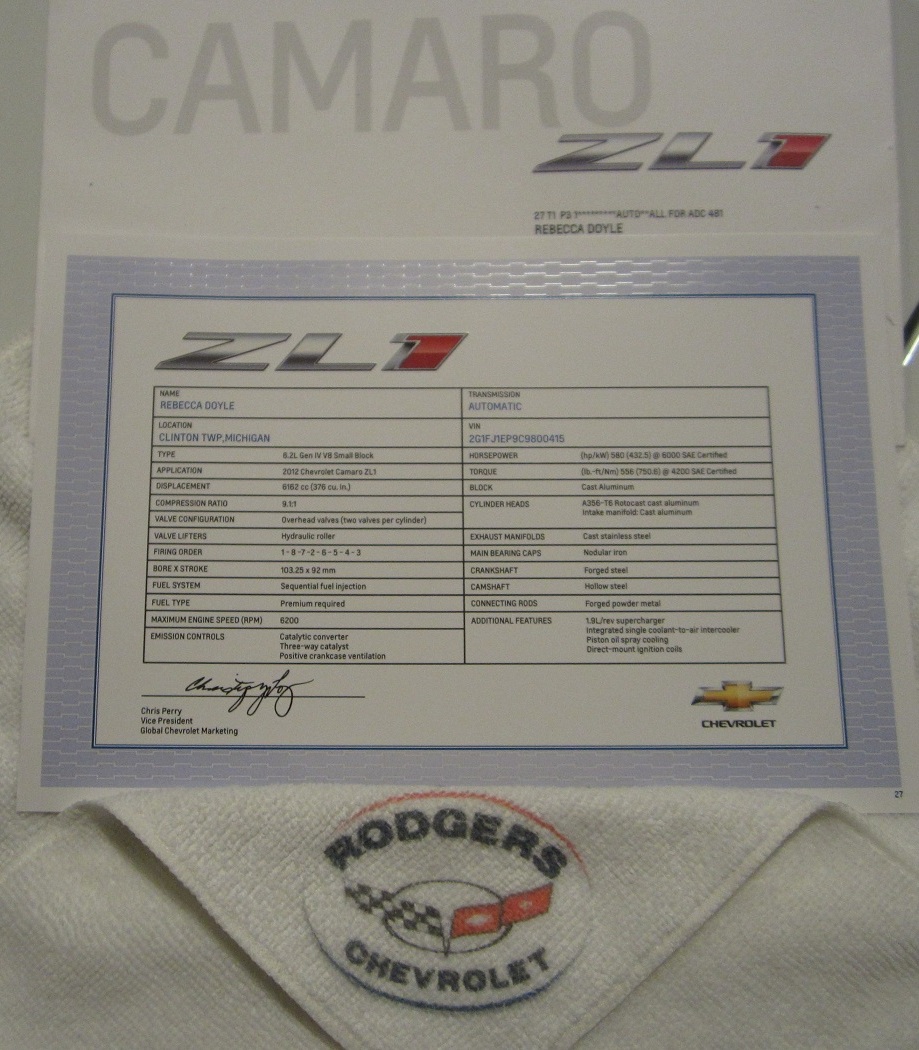 CAMARO
ZL1
27 T1 P3 1*********AUTO**ALL FOR ADC 481
REBECCA DOYLE
ZL1
NAME
REBECCA DOYLE
TRANSMISSION
AUTOMATIC
LOCATION
CLINTON TWP,MICHIGAN
VIN
2G1FJ1EP9C9800415
TYPE 6.2L Gen IV V8 Small Block
HORSEPOWER (hp/kW) 580 (432.5) @ 6000 SAE Certified
APPLICATION 2012 Chevrolet Camaro ZL1
TORQUE (lb.-ft/Nm) 556 (750.6) @ 4200 SAE Certified
DISPLACEMENT 6162 cc (376 cu. in.)
BLOCK Cast Aluminum
COMPRESSION RATIO 9.1:1
CYLINDER HEADS A356-T6 Rotocast cast aluminum
Intake manifold: Cast aluminum
VALVE CONFIGURATION Overhead valves (two valves per cylinder)
VALVE LIFTERS Hydraulic roller
EXHAUST MANIFOLDS Cast stainless steel
FIRING ORDER 1-8-7-2-6-5-4-3
MAIN BEARING CAPS Nodular iron
BORE X STROKE 103.25 x 92 mm
CRANKSHAFT Forged steel
FUEL SYSTEM Sequential fuel injection
CAMSHAFT Hollow steel
FUEL TYPE Premium required
CONNECTING RODS Forged powder metal
MAXIMUM ENGINE SPEED (RPM) 6200
ADDITIONAL FEATURES 1.9L/rev supercharger
Integrated single coolant-to-air intercooler
Piston oil spray cooling
Direct-mount ignition coils
EMISSION CONTROLS Catalytic converter
Three-way catalyst
Positive crankcase ventilation
Chris Perry
Vice President
Global Chevrolet Marketing
CHEVROLET
27
RODGERS
CHEVROLET